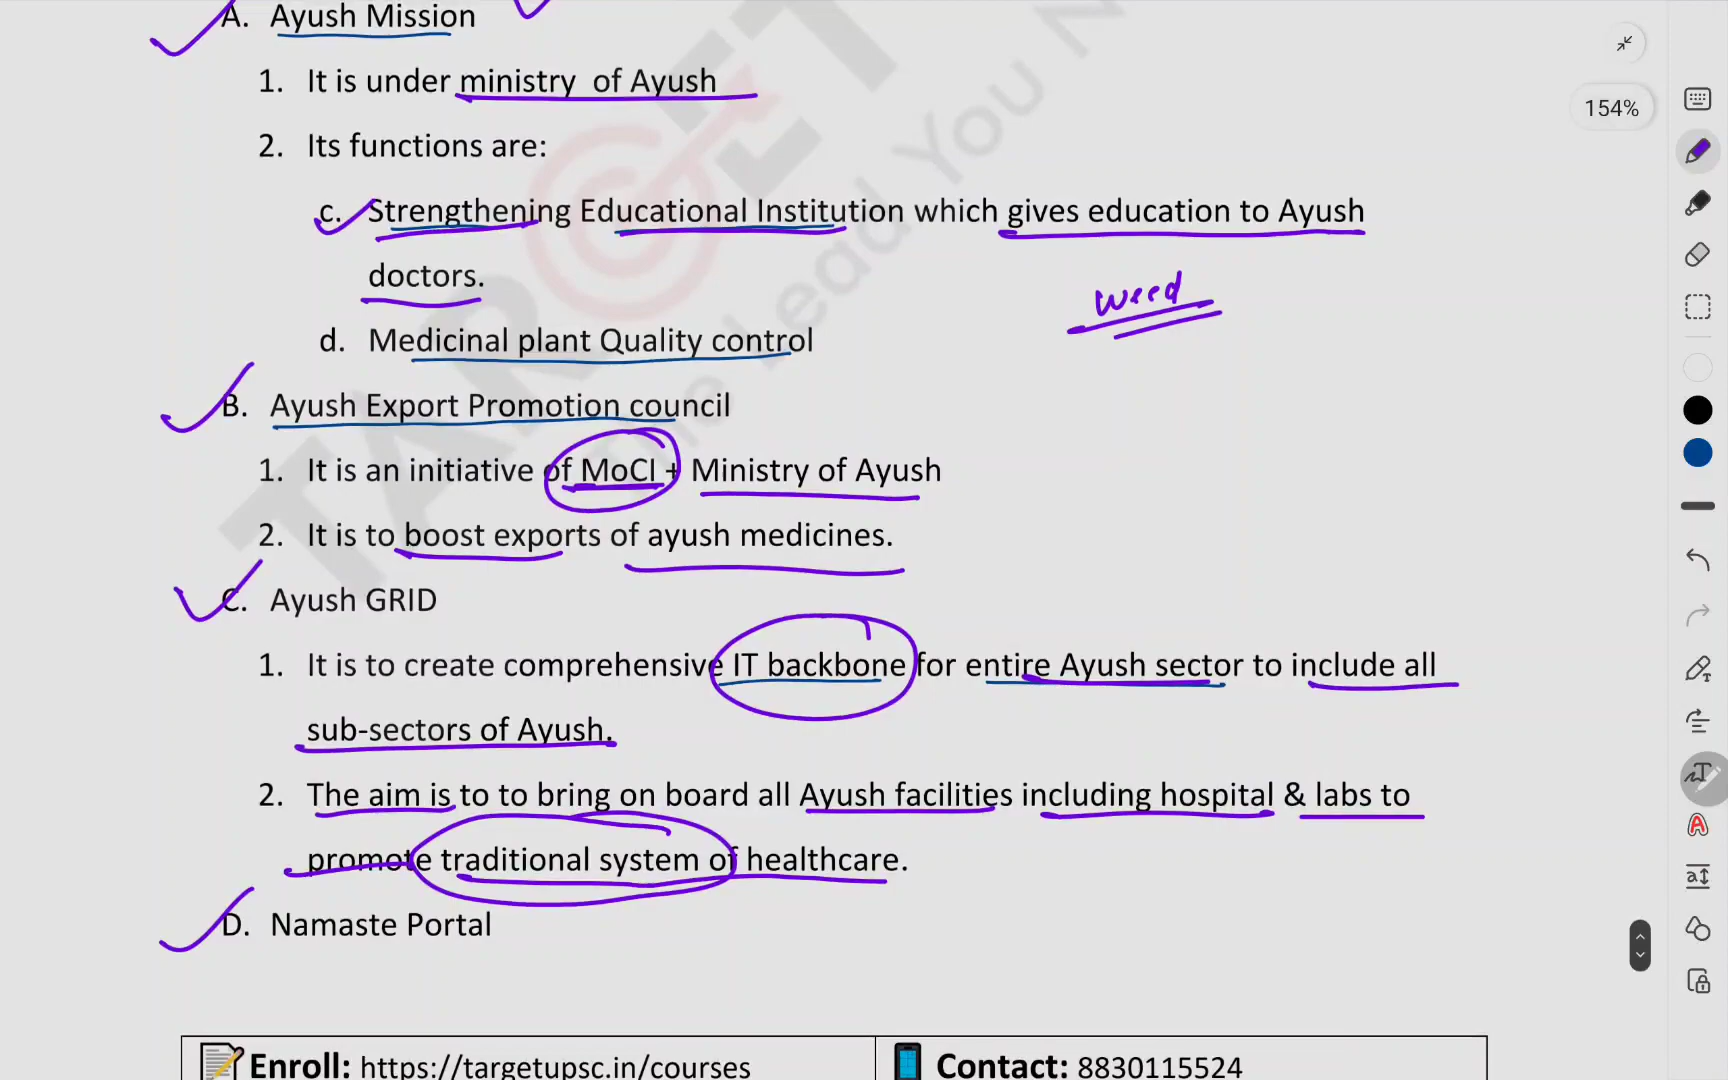 A. Ayush Mission
154%
1. It is under ministry of Ayush
2. Its functions are:
c. Strengthening Educational Institution which gives education to Ayush
doctors.
weed
d. Medicinal plant Quality control
B. Ayush Export Promotion council
1. It is an initiative of MoCI + Ministry of Ayush
2. It is to boost exports of ayush medicines.
C. Ayush GRID
1. It is to create comprehensive IT backbone for entire Ayush sector to include all
sub-sectors of Ayush.
2. The aim is to to bring on board all Ayush facilities including hospital & labs to
promote traditional system of healthcare.
D. Namaste Portal
Enroll: https://targetupsc.in/courses
Contact: 8830115524
TARGET
The Lead You N